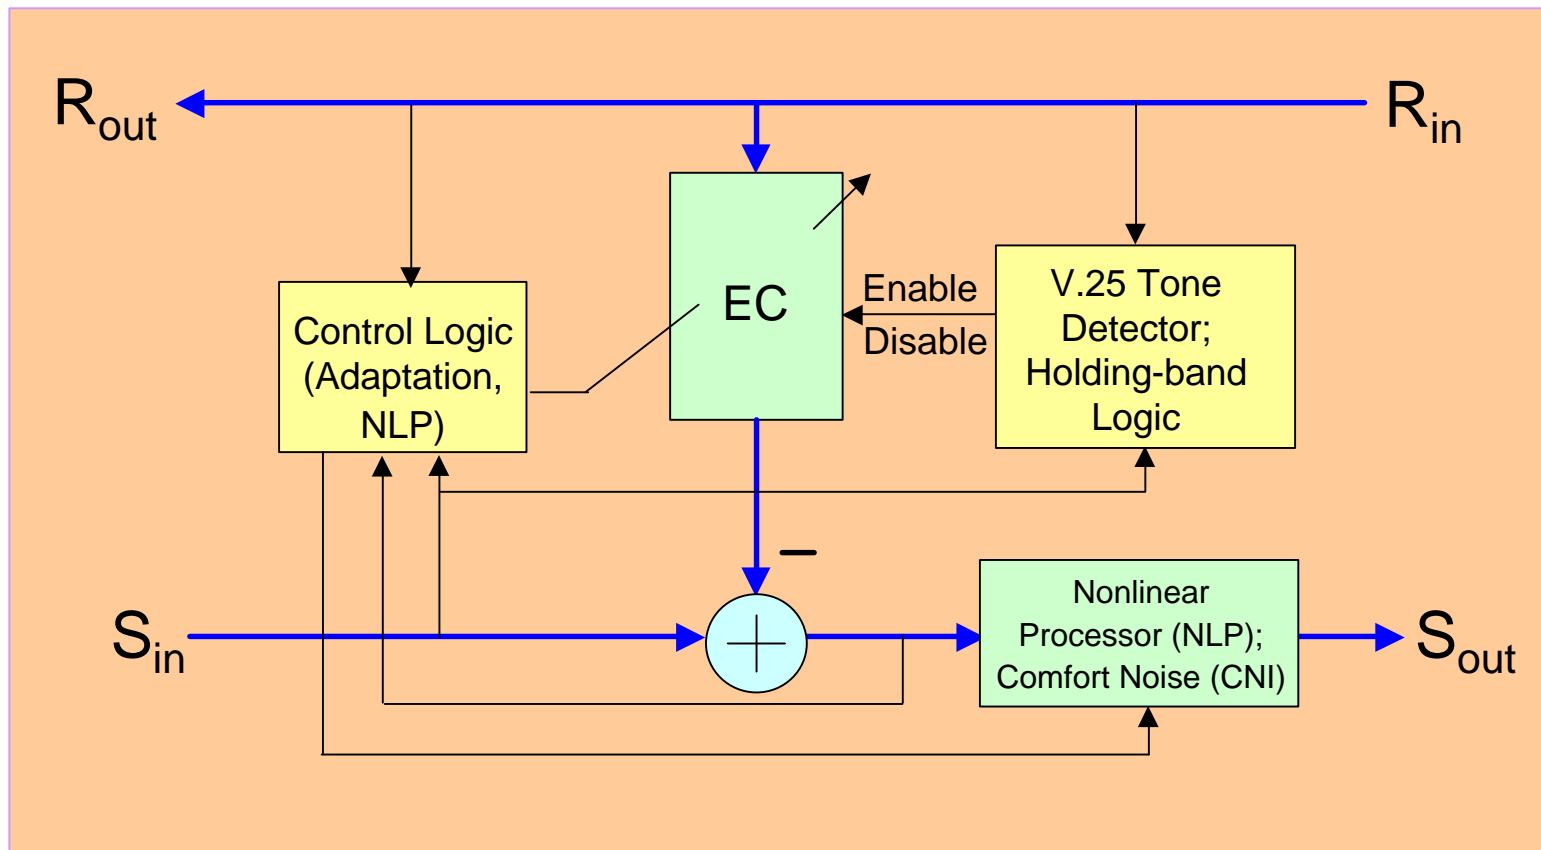 Rout
Rin
EC
Enable
Disable
V.25 Tone
Detector;
Holding-band
Logic
Control Logic
(Adaptation,
NLP)
–
Sin
+
Nonlinear
Processor (NLP);
Comfort Noise (CNI)
Sout